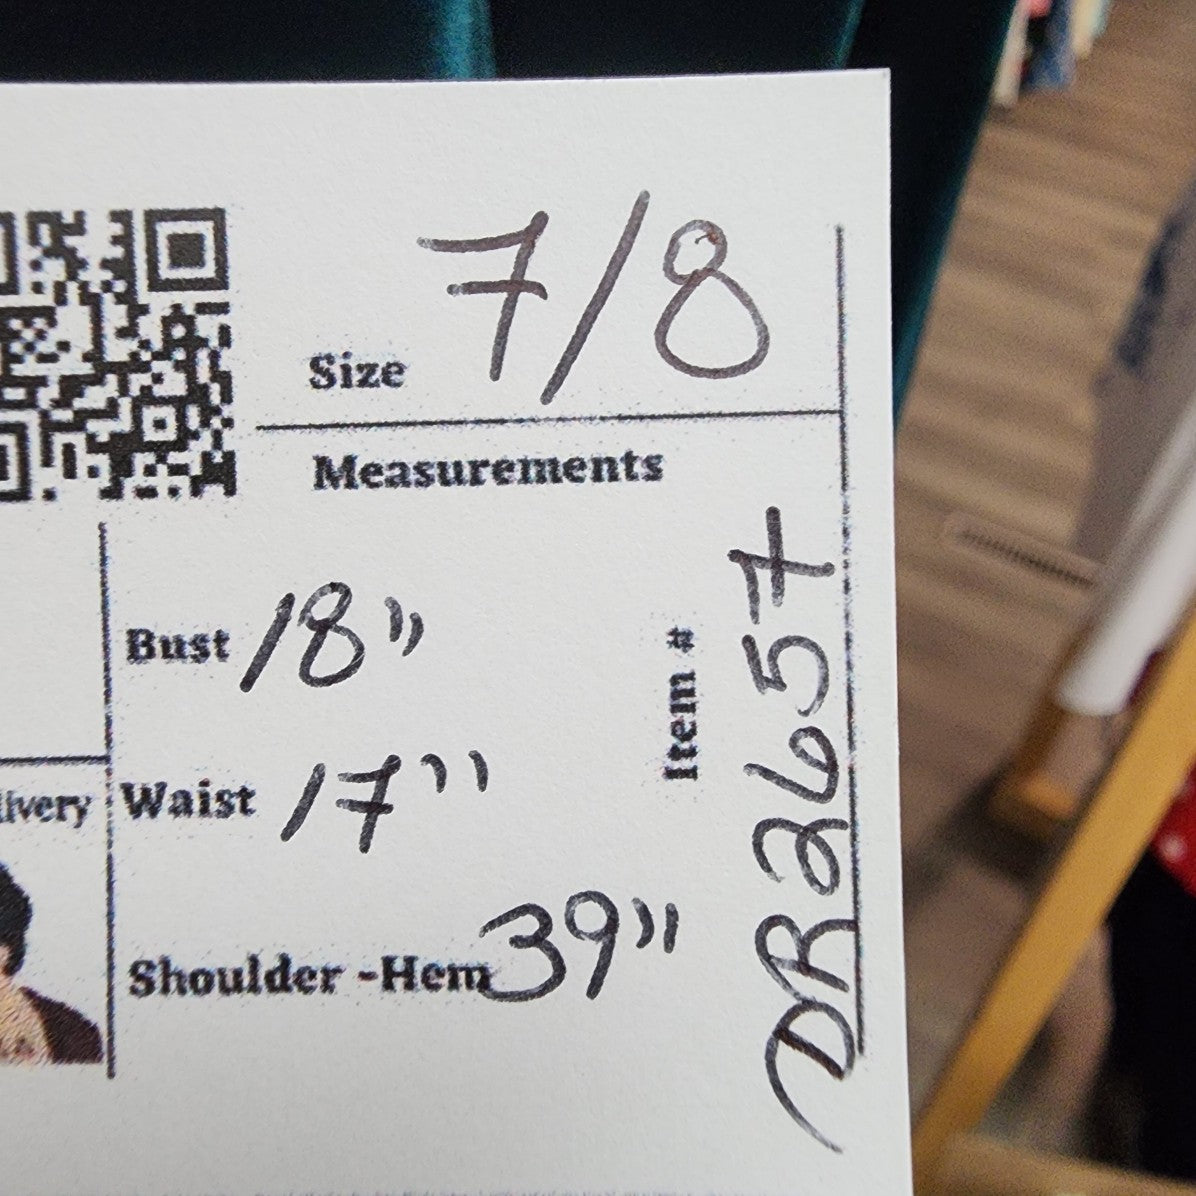 Size 7/8
Measurements
Bust 18"
Waist 17"
Shoulder -Hem 39"
livery
Item #
DR2657